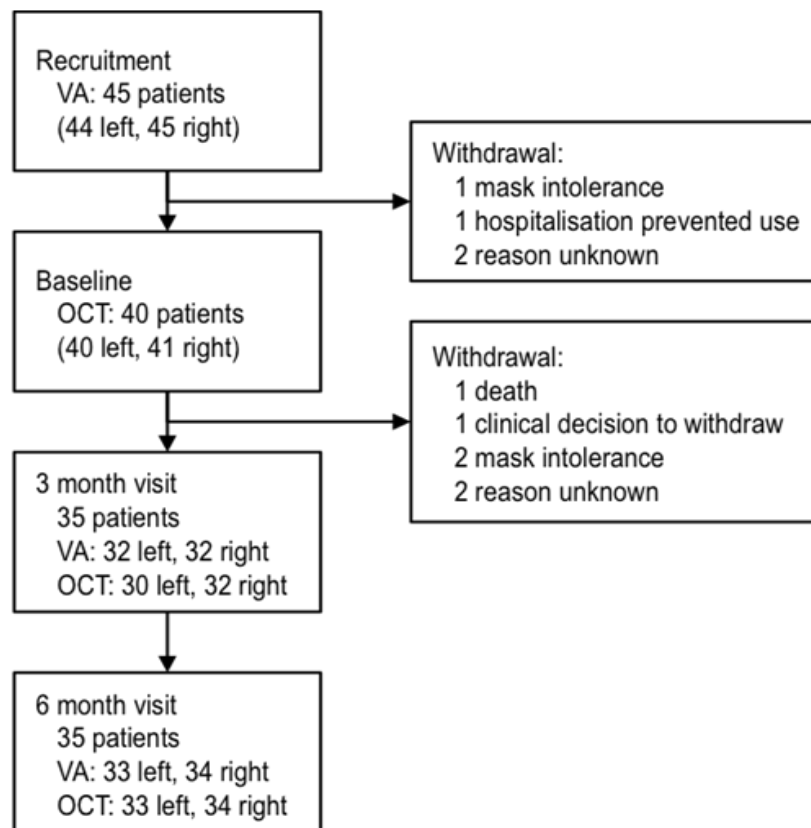 Recruitment
VA: 45 patients
(44 left, 45 right)
Withdrawal:
1 mask intolerance
1 hospitalisation prevented use
2 reason unknown
Baseline
OCT: 40 patients
(40 left, 41 right)
Withdrawal:
1 death
1 clinical decision to withdraw
2 mask intolerance
2 reason unknown
3 month visit
35 patients
VA: 32 left, 32 right
OCT: 30 left, 32 right
6 month visit
35 patients
VA: 33 left, 34 right
OCT: 33 left, 34 right